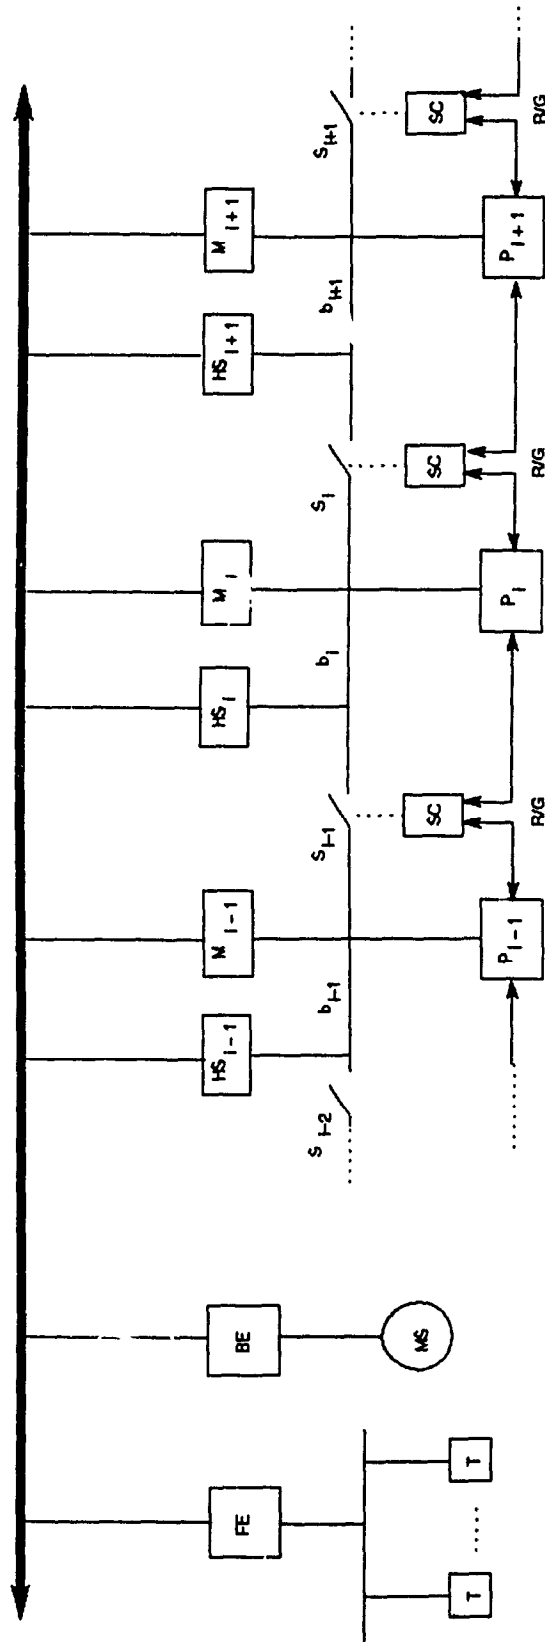 FE
T
T
BE
MS
S i-2
HS i-1
b i-1
M i-1
S i-1
SC
P i-1
R/G
HS i
b i
M i
S i
SC
P i
R/G
HS i+1
b i+1
M i+1
S i+1
SC
P i+1
R/G